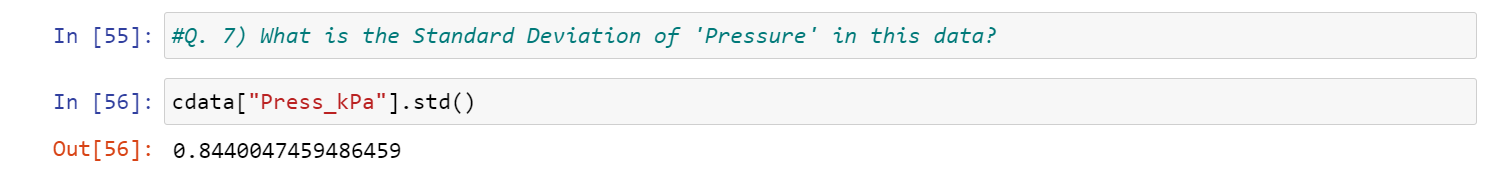 In [55]: #Q. 7) What is the Standard Deviation of 'Pressure' in this data?
In [56]: cdata["Press_kPa"].std()
Out[56]: 0.8440047459486459